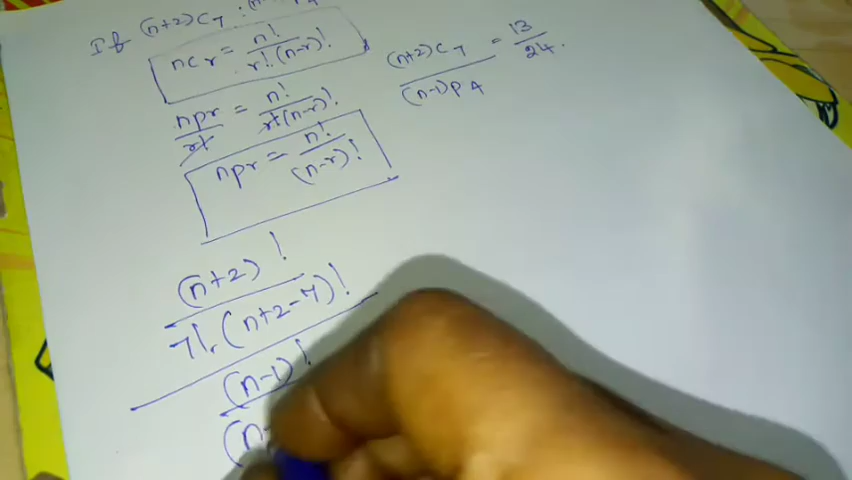 If (n+2)C7 :
nCr = n! / r!.(n-r)!
nPr / r! = n! / r!(n-r)!
nPr = n! / (n-r)!
(n+2)C7 / (n-1)P4 = 13 / 24.
(n+2)!
7!.(n+2-7)!
(n-1)!
(n-